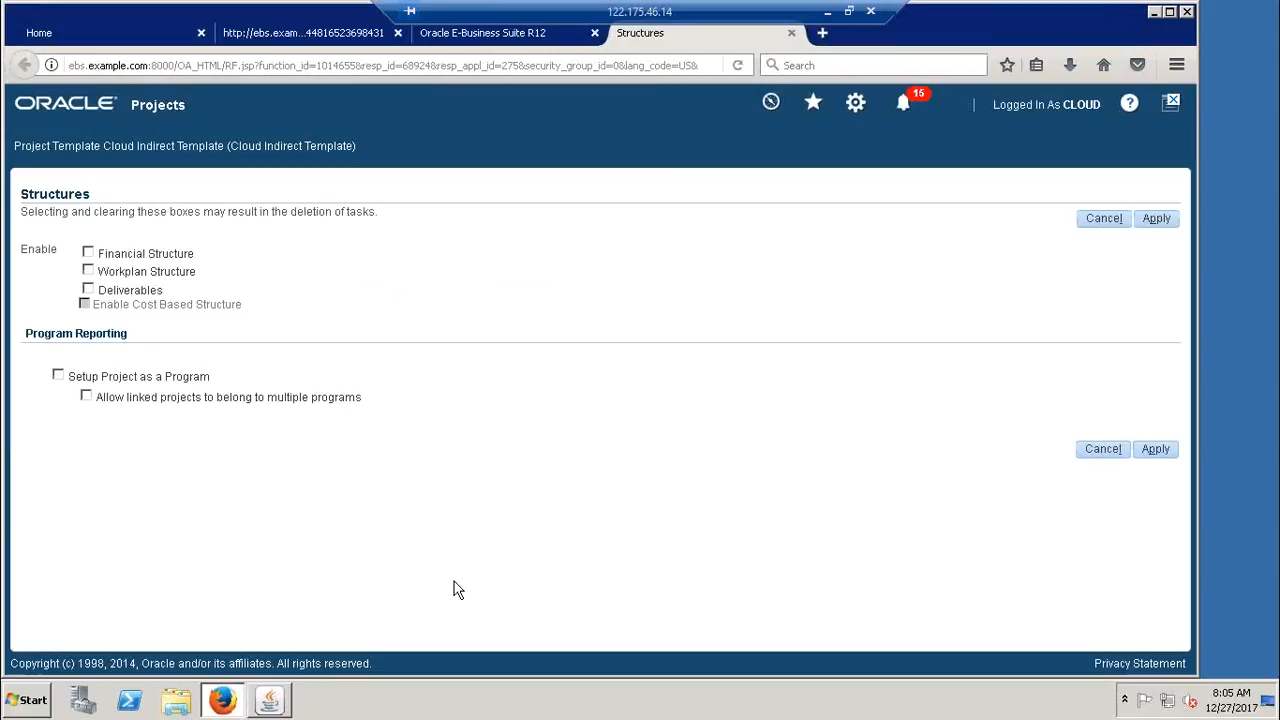 122.175.46.14
Home
http://ebs.exam...44816523698431
Oracle E-Business Suite R12
Structures
ebs.example.com:8000/OA_HTML/RF.jsp?function_id=1014655&resp_id=68924&resp_appl_id=275&security_group_id=0&lang_code=US&
Search
ORACLE Projects
15
Logged In As CLOUD
Project Template Cloud Indirect Template (Cloud Indirect Template)
Structures
Selecting and clearing these boxes may result in the deletion of tasks.
Cancel Apply
Enable
Financial Structure
Workplan Structure
Deliverables
Enable Cost Based Structure
Program Reporting
Setup Project as a Program
Allow linked projects to belong to multiple programs
Cancel Apply
Copyright (c) 1998, 2014, Oracle and/or its affiliates. All rights reserved.
Privacy Statement
Start
8:05 AM
12/27/2017